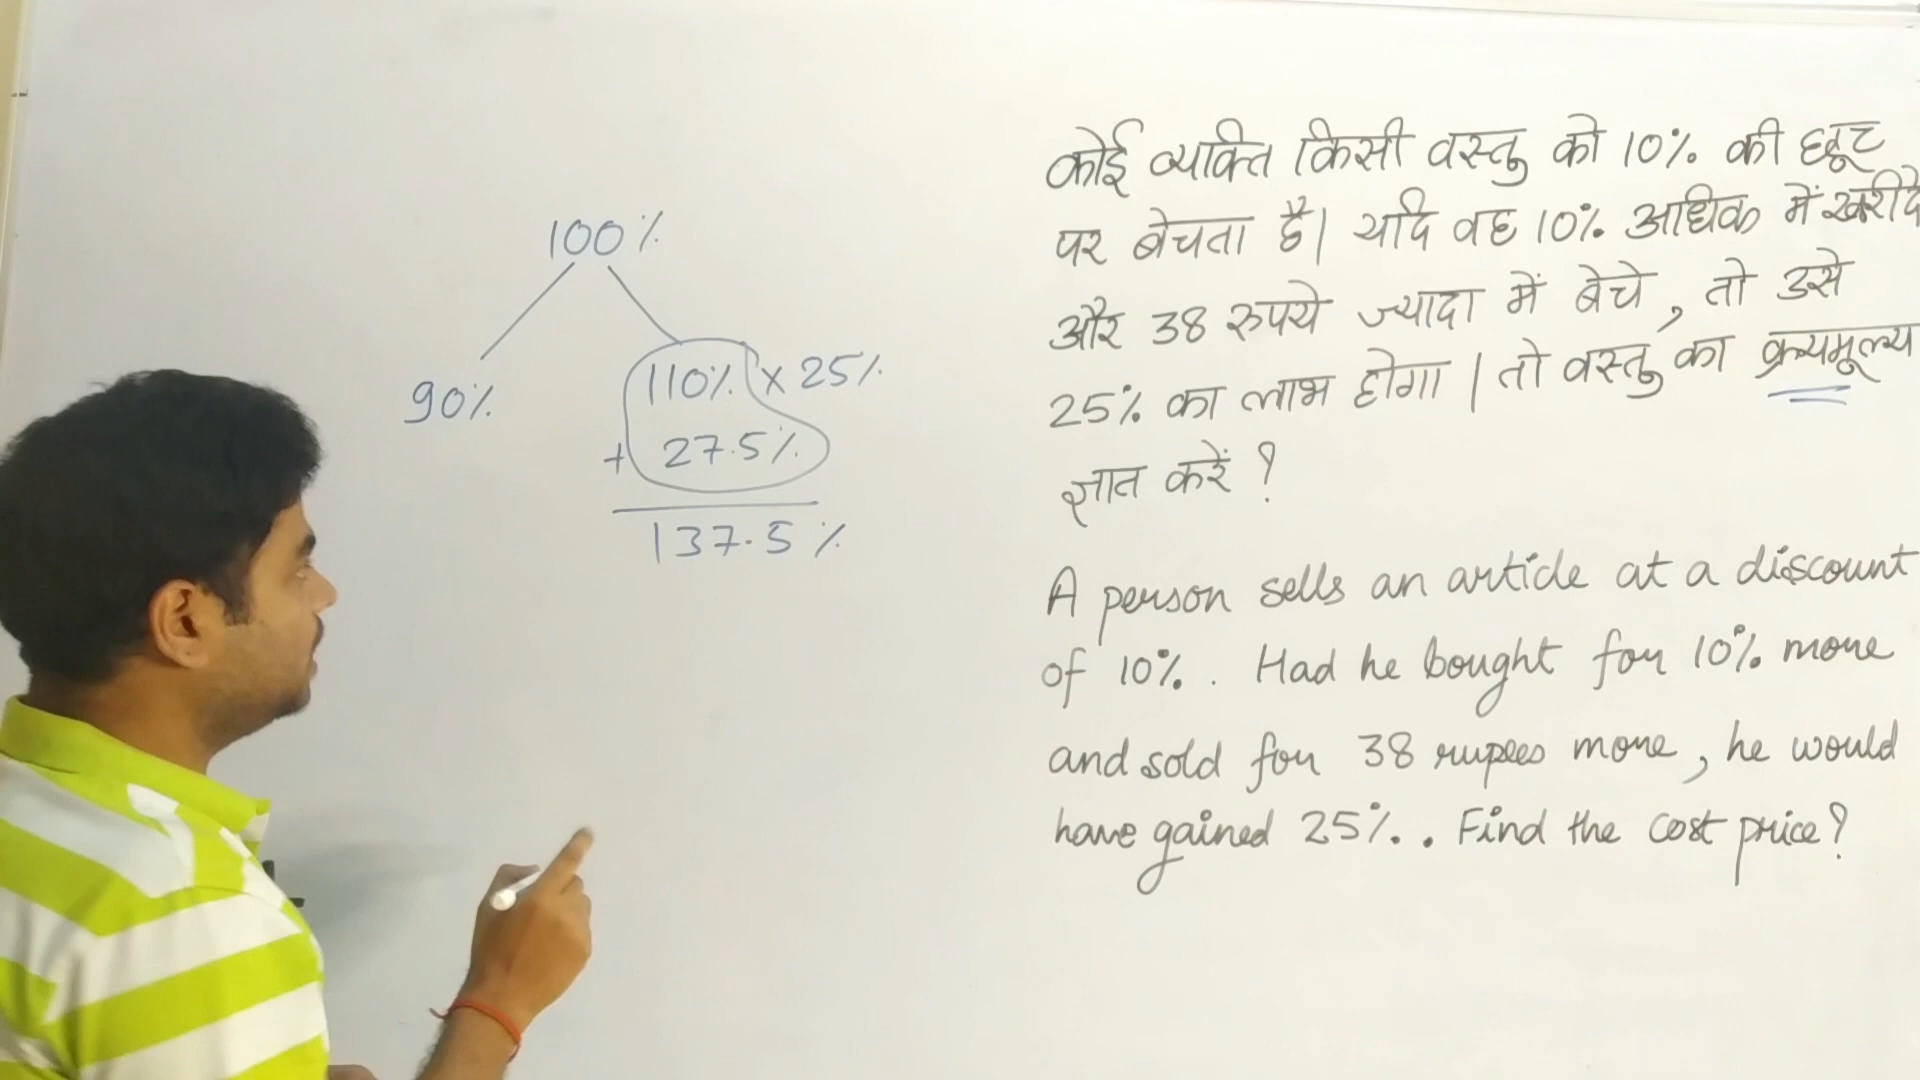 100%
90%
110% x 25%
+ 27.5%
137.5%
कोई व्यक्ति किसी वस्तु को 10% की छूट
पर बेचता है। यदि वह 10% अधिक में खरीदे
और 38 रुपये ज्यादा में बेचे, तो उसे
25% का लाभ होगा। तो वस्तु का क्रयमूल्य
ज्ञात करें ?
A person sells an article at a discount
of 10%. Had he bought for 10% more
and sold for 38 rupees more, he would
have gained 25%. . Find the cost price?